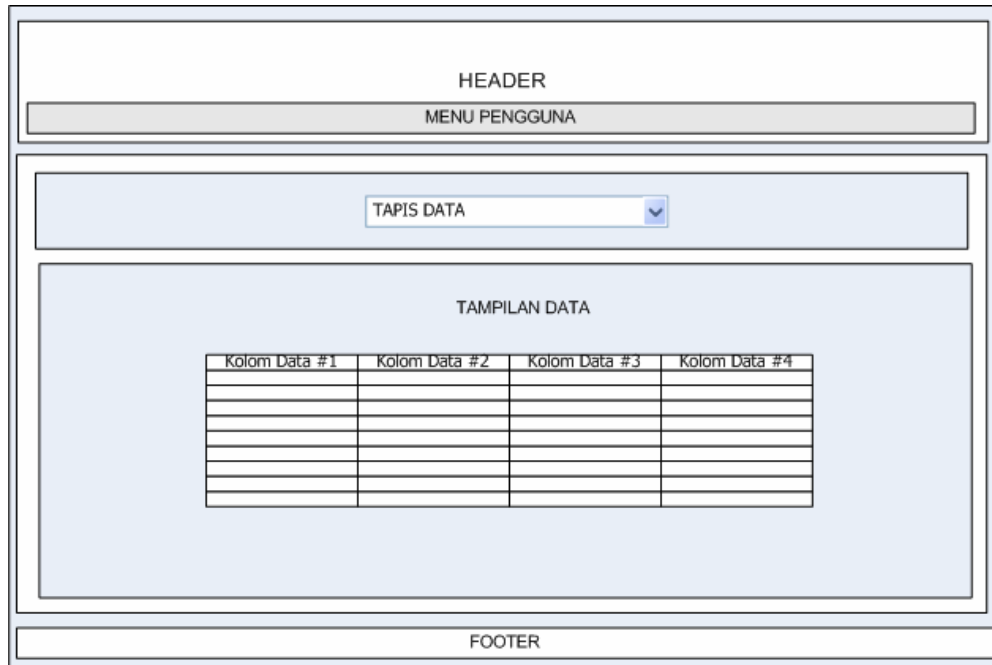 HEADER
MENU PENGGUNA
TAPIS DATA
TAMPILAN DATA
Kolom Data #1 Kolom Data #2 Kolom Data #3 Kolom Data #4
FOOTER